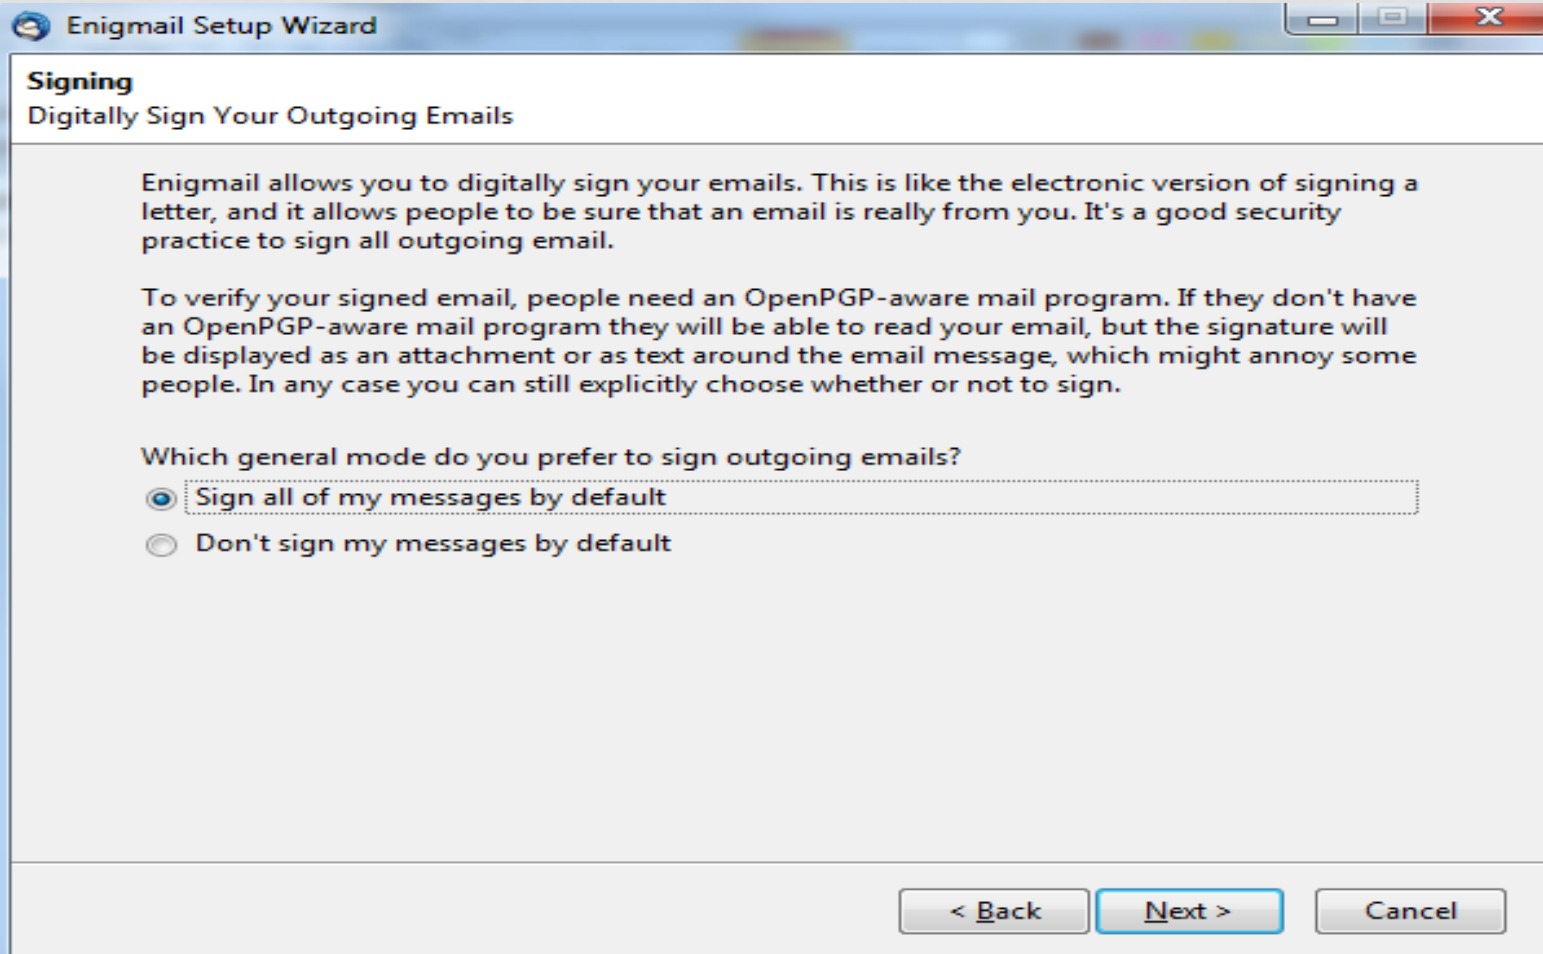 Enigmail Setup Wizard
Signing
Digitally Sign Your Outgoing Emails
Enigmail allows you to digitally sign your emails. This is like the electronic version of signing a
letter, and it allows people to be sure that an email is really from you. It's a good security
practice to sign all outgoing email.
To verify your signed email, people need an OpenPGP-aware mail program. If they don't have
an OpenPGP-aware mail program they will be able to read your email, but the signature will
be displayed as an attachment or as text around the email message, which might annoy some
people. In any case you can still explicitly choose whether or not to sign.
Which general mode do you prefer to sign outgoing emails?
Sign all of my messages by default
Don't sign my messages by default
< Back Next > Cancel